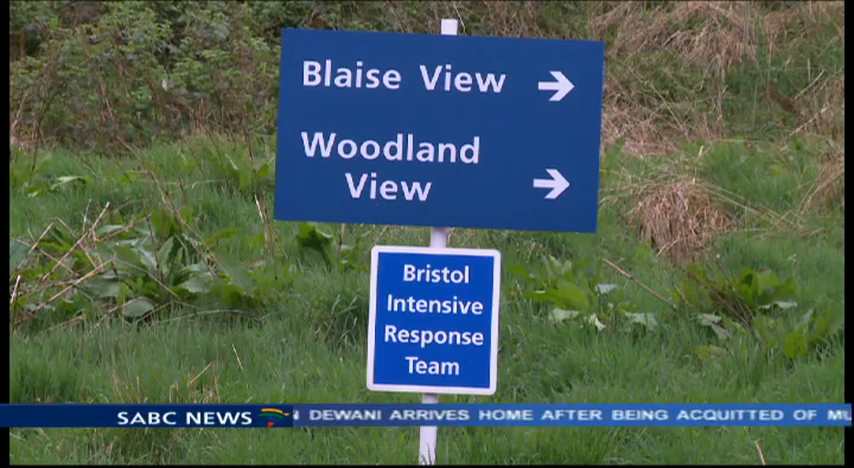 Blaise View
Woodland
View
Bristol
Intensive
Response
Team
SABC NEWS
DEWANI ARRIVES HOME AFTER BEING ACQUITTED OF